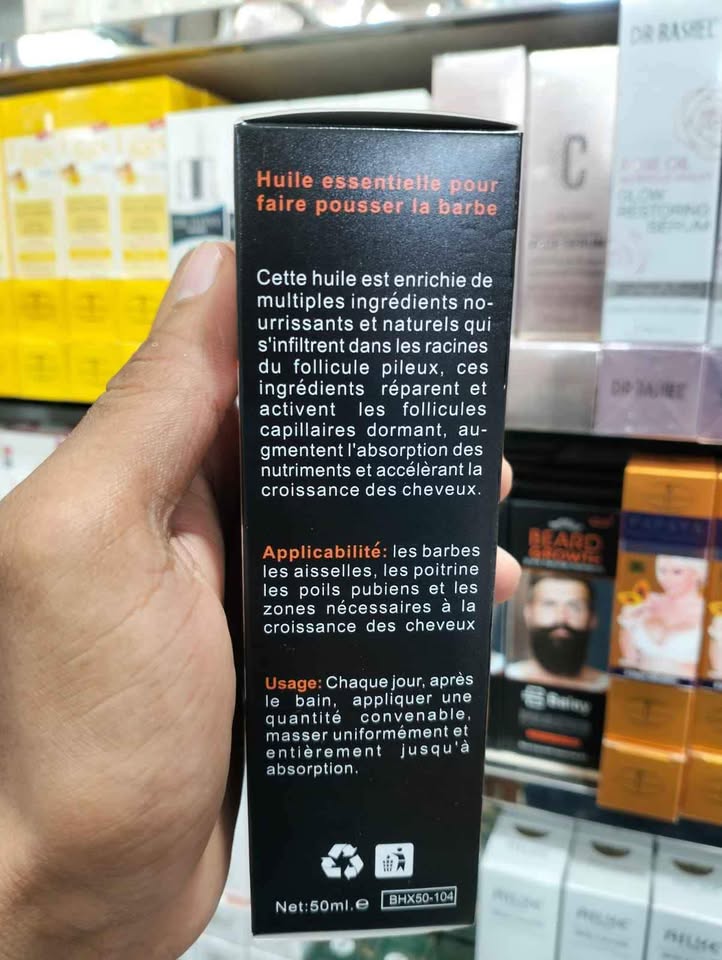 Huile essentielle pour
faire pousser la barbe
Cette huile est enrichie de
multiples ingrédients no-
urrissants et naturels qui
s'infiltrent dans les racines
du follicule pileux, ces
ingrédients réparent et
activent les follicules
capillaires dormant, au-
gmentent l'absorption des
nutriments et accélèrant la
croissance des cheveux.
Applicabilité: les barbes
les aisselles, les poitrine
les poils pubiens et les
zones nécessaires à la
croissance des cheveux
Usage: Chaque jour, après
le bain, appliquer une
quantité convenable,
masser uniformément et
entièrement jusqu'à
absorption.
Net:50ml.e
BHX50-104
DR RASHEL
C
ROSE OIL
GLOW
RESTORING
SERUM
BEARD
GROWTH